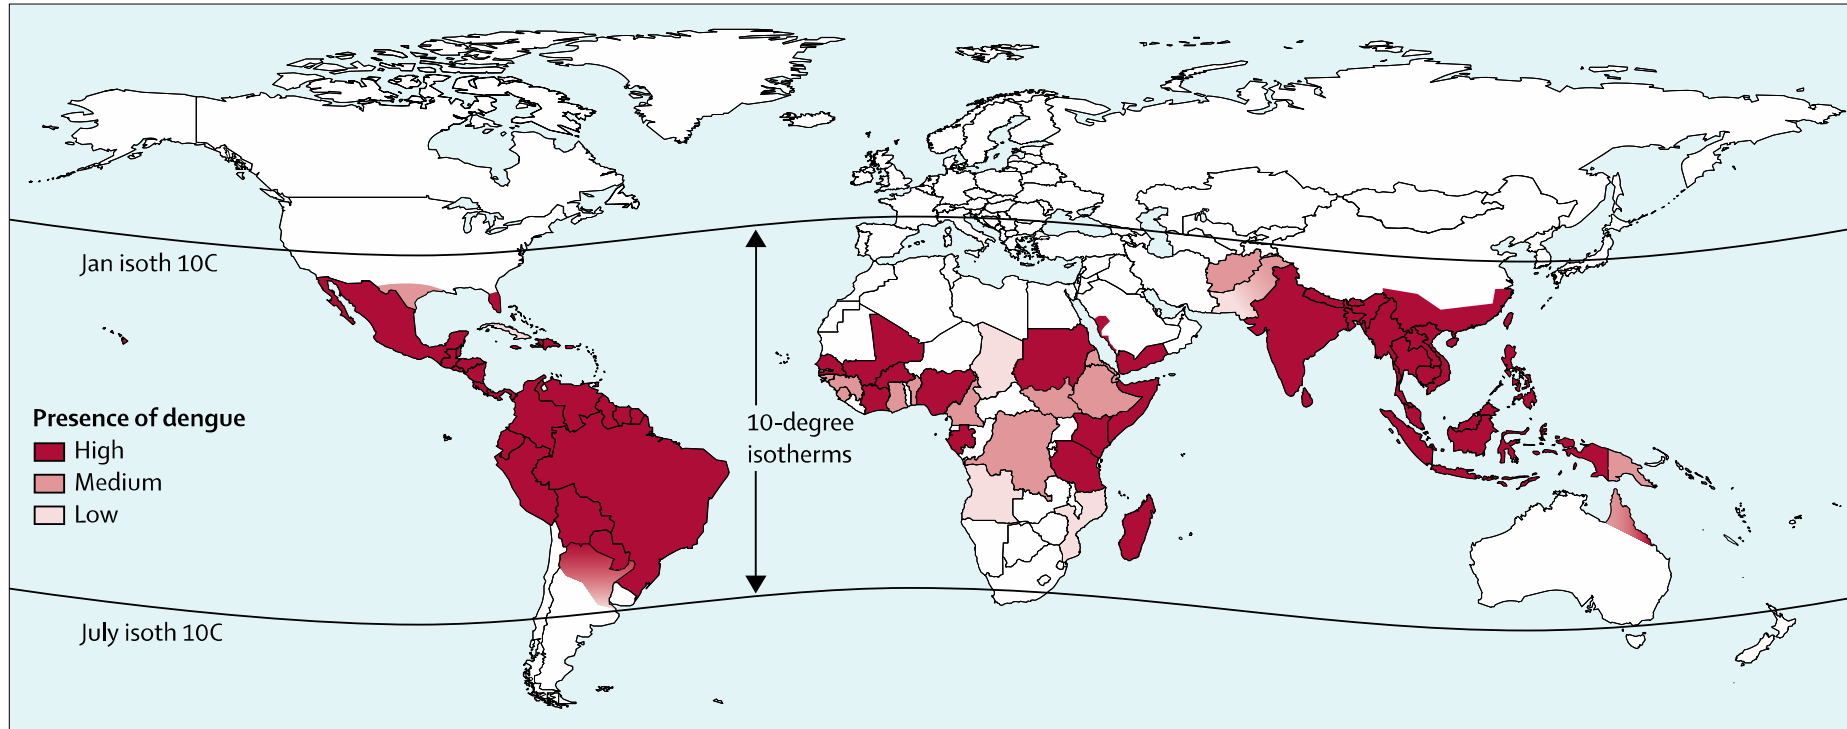 Jan isoth 10C
Presence of dengue
High
Medium
Low
10-degree
isotherms
July isoth 10C